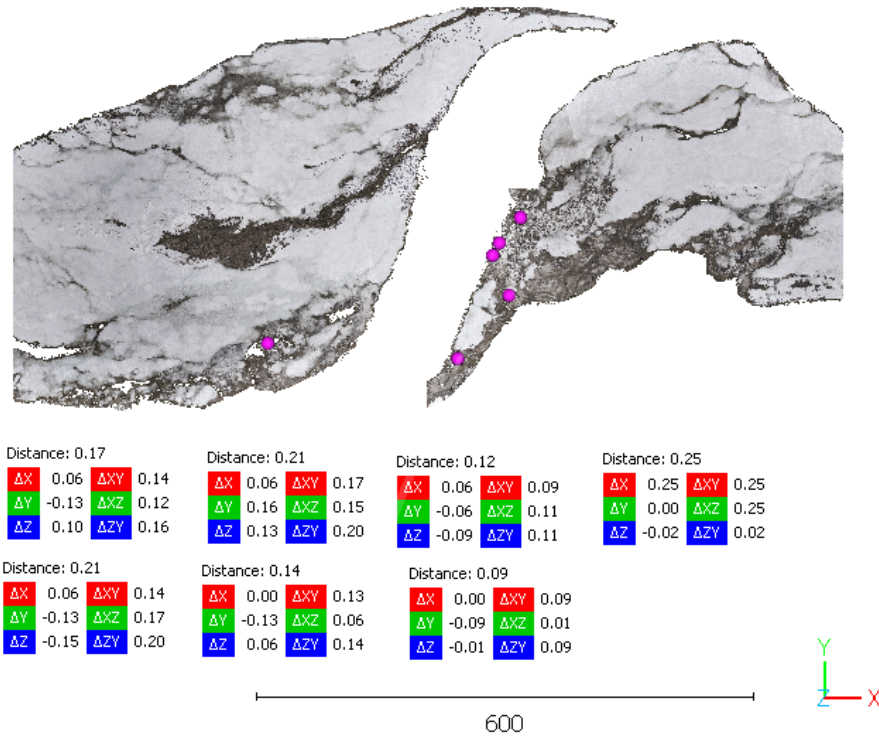 Distance: 0.17
ΔX 0.06 ΔXY 0.14
ΔY -0.13 ΔXZ 0.12
ΔZ 0.10 ΔZY 0.16
Distance: 0.21
ΔX 0.06 ΔXY 0.17
ΔY 0.16 ΔXZ 0.15
ΔZ 0.13 ΔZY 0.20
Distance: 0.12
ΔX 0.06 ΔXY 0.09
ΔY -0.06 ΔXZ 0.11
ΔZ -0.09 ΔZY 0.11
Distance: 0.25
ΔX 0.25 ΔXY 0.25
ΔY 0.00 ΔXZ 0.25
ΔZ -0.02 ΔZY 0.02
Distance: 0.21
ΔX 0.06 ΔXY 0.14
ΔY -0.13 ΔXZ 0.17
ΔZ -0.15 ΔZY 0.20
Distance: 0.14
ΔX 0.00 ΔXY 0.13
ΔY -0.13 ΔXZ 0.06
ΔZ 0.06 ΔZY 0.14
Distance: 0.09
ΔX 0.00 ΔXY 0.09
ΔY -0.09 ΔXZ 0.01
ΔZ -0.01 ΔZY 0.09
600
Y
Z X